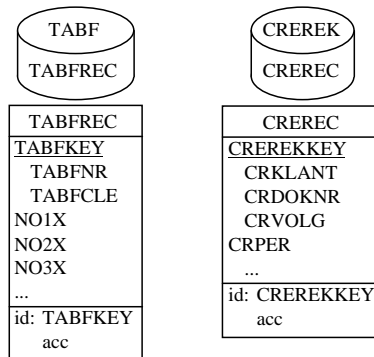 TABF
TABFREC
TABFREC
TABFKEY
TABFNR
TABFCLE
NO1X
NO2X
NO3X
...
id: TABFKEY
acc
CREREK
CREREC
CREREC
CREREKKEY
CRKLANT
CRDOKNR
CRVOLG
CRPER
...
id: CREREKKEY
acc